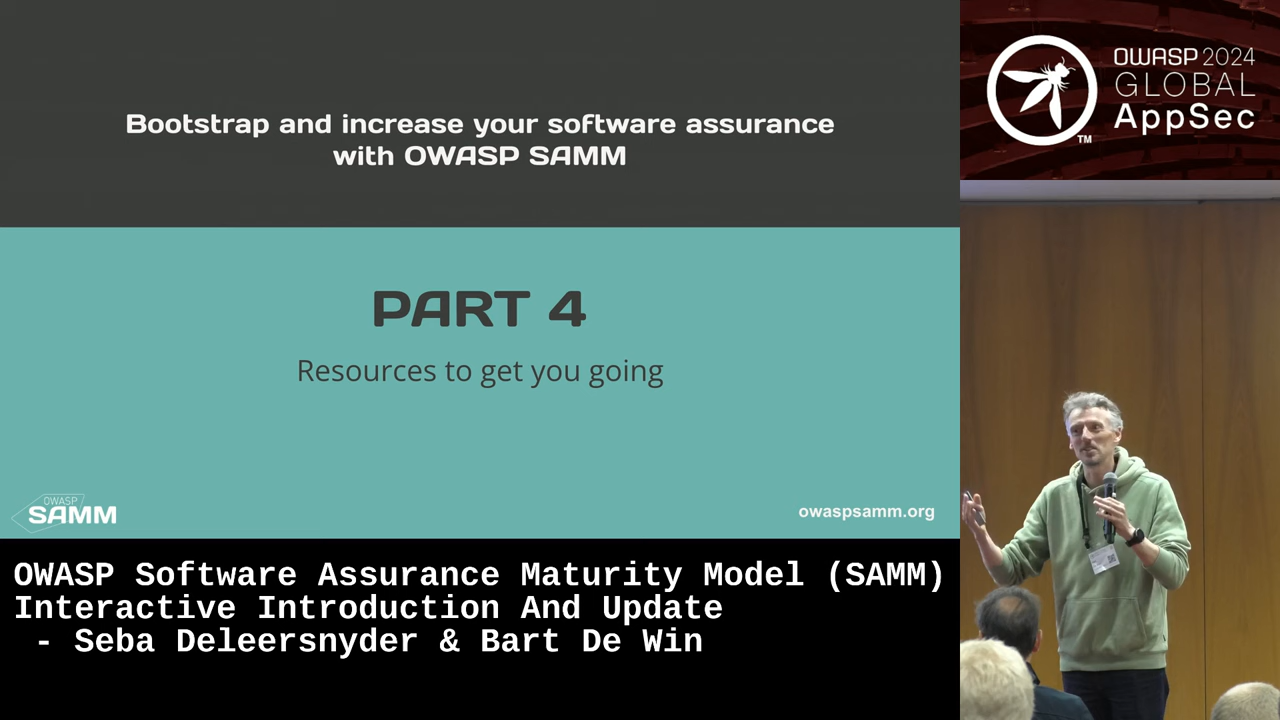 Bootstrap and increase your software assurance
with OWASP SAMM
PART 4
Resources to get you going
OWASP
SAMM
owaspsamm.org
OWASP 2024
GLOBAL
AppSec
TM
OWASP Software Assurance Maturity Model (SAMM)
Interactive Introduction And Update
- Seba Deleersnyder & Bart De Win